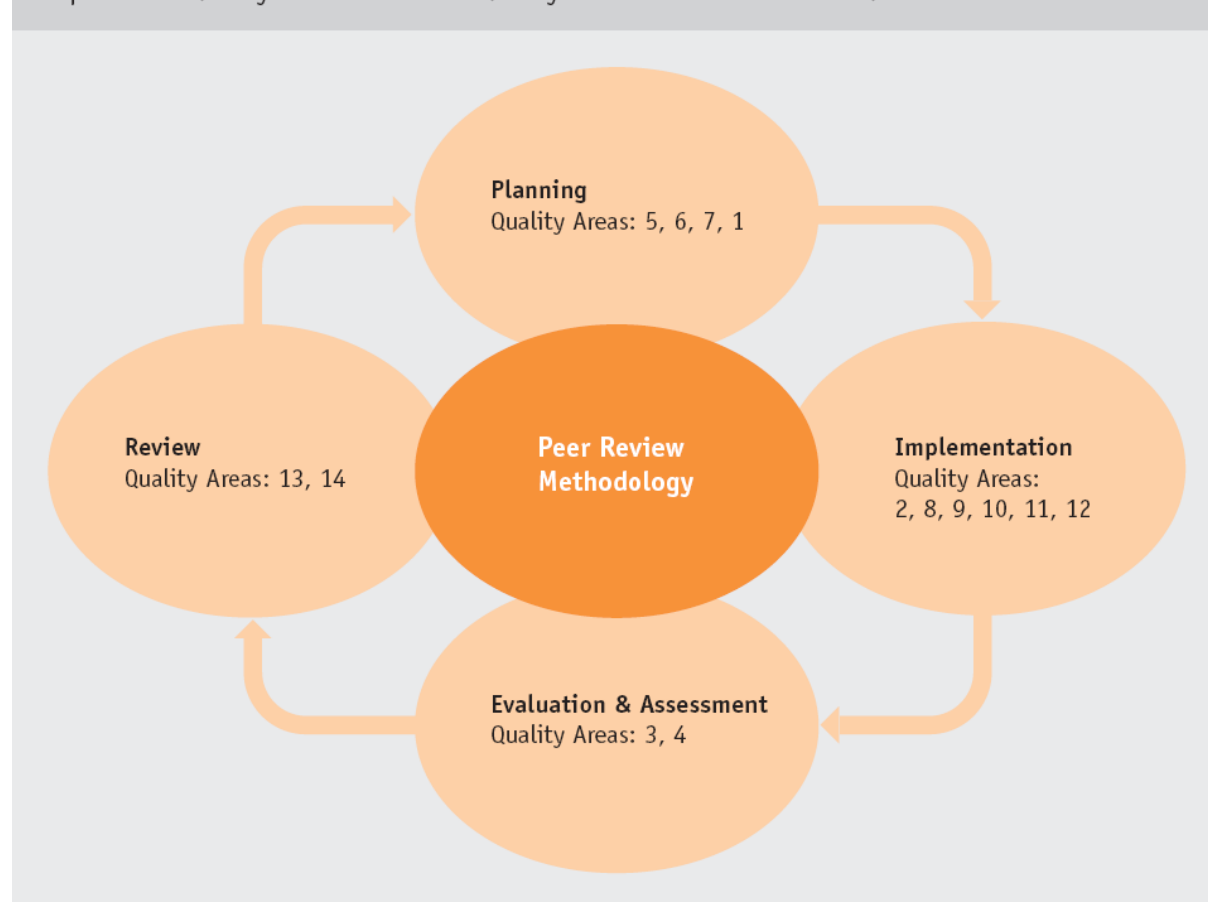 Planning
Quality Areas: 5, 6, 7, 1
Review
Quality Areas: 13, 14
Peer Review
Methodology
Implementation
Quality Areas:
2, 8, 9, 10, 11, 12
Evaluation & Assessment
Quality Areas: 3, 4